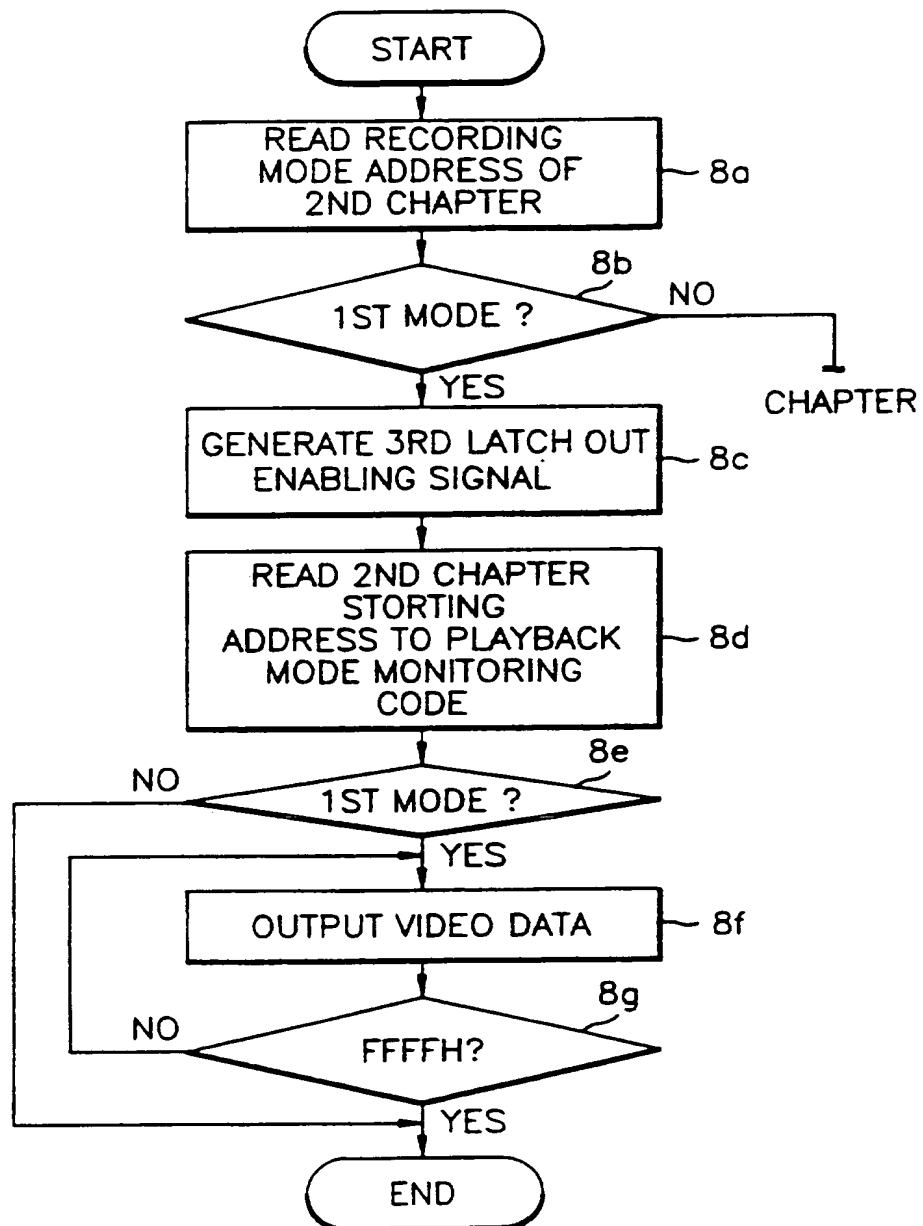 START
READ RECORDING
MODE ADDRESS OF
2ND CHAPTER
8a
8b
1ST MODE ?
NO
YES
CHAPTER
GENERATE 3RD LATCH OUT
ENABLING SIGNAL
8c
READ 2ND CHAPTER
STORTING
ADDRESS TO PLAYBACK
MODE MONITORING
CODE
8d
8e
NO
1ST MODE ?
YES
OUTPUT VIDEO DATA
8f
8g
NO
FFFFH?
YES
END